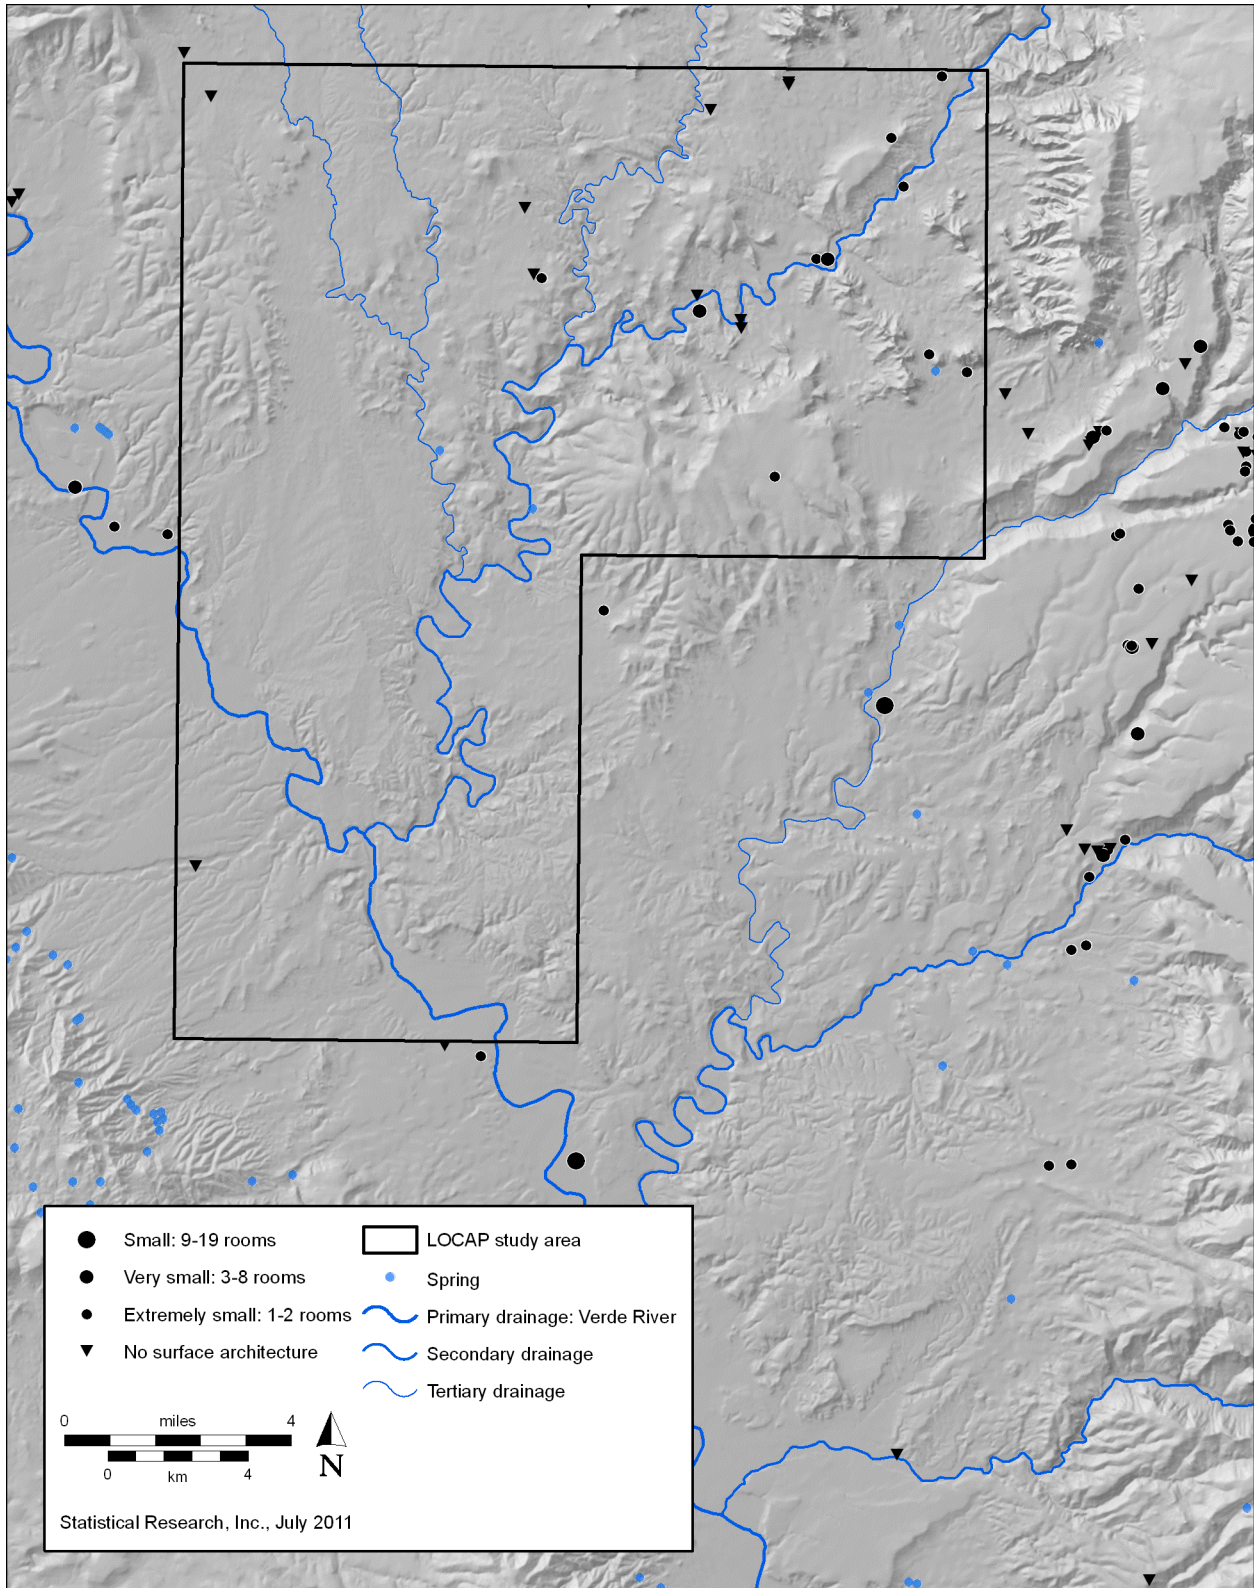 Small: 9-19 rooms
Very small: 3-8 rooms
Extremely small: 1-2 rooms
No surface architecture
LOCAP study area
Spring
Primary drainage: Verde River
Secondary drainage
Tertiary drainage
0 miles 4
0 km 4
N
Statistical Research, Inc., July 2011